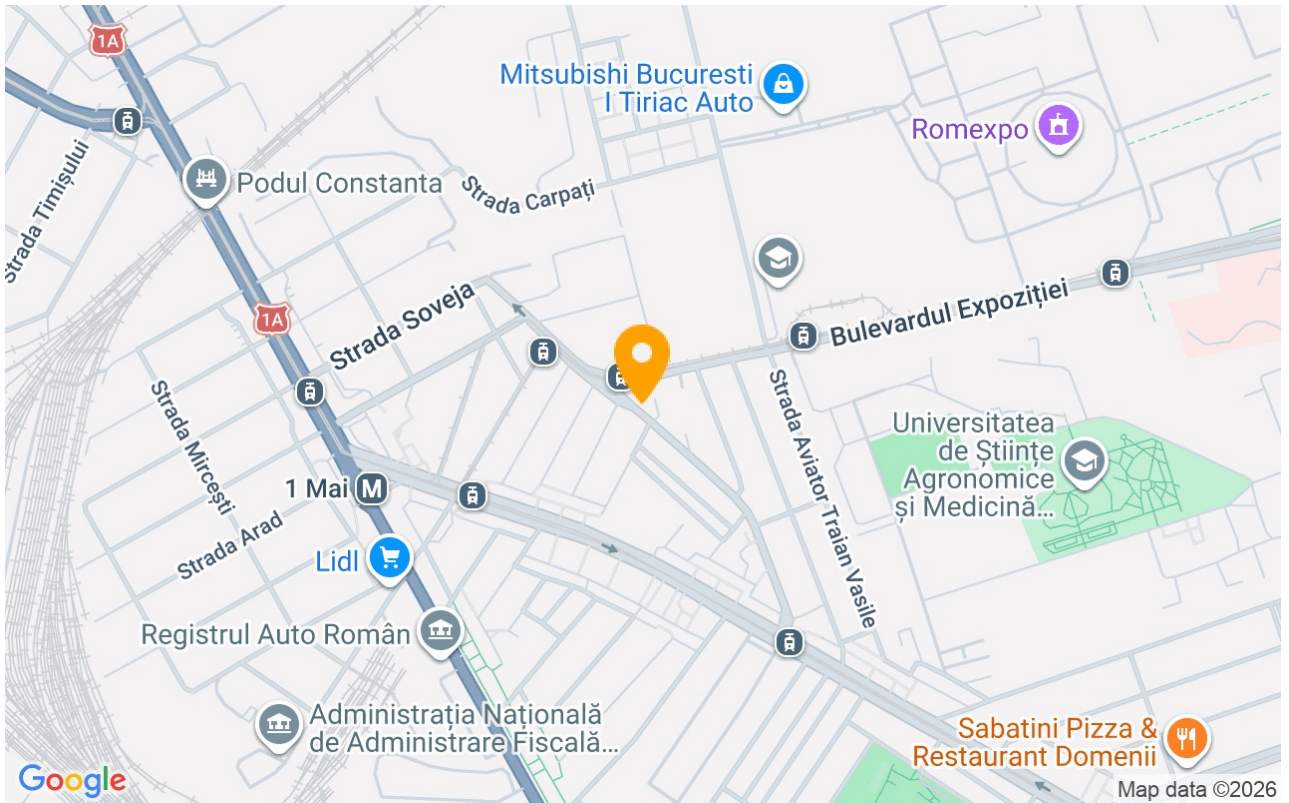 1A
Mitsubishi Bucuresti
I Tiriac Auto
Romexpo
Strada Timișului
Podul Constanta
Strada Carpați
1A
Strada Soveja
Bulevardul Expoziției
Strada Mircești
Strada Aviator Traian Vasile
Universitatea
de Științe
Agronomice
și Medicină...
1 Mai M
Strada Arad
Lidl
Registrul Auto Român
Administrația Națională
de Administrare Fiscală...
Sabatini Pizza &
Restaurant Domenii
Google
Map data ©2026